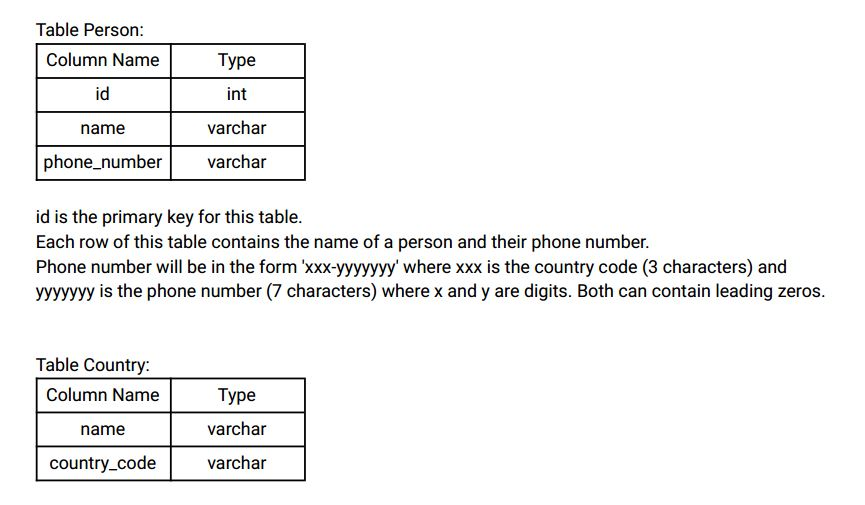 Table Person:
Column Name Type
id int
name varchar
phone_number varchar
id is the primary key for this table.
Each row of this table contains the name of a person and their phone number.
Phone number will be in the form 'xxx-yyyyyyy' where xxx is the country code (3 characters) and
yyyyyyy is the phone number (7 characters) where x and y are digits. Both can contain leading zeros.
Table Country:
Column Name Type
name varchar
country_code varchar